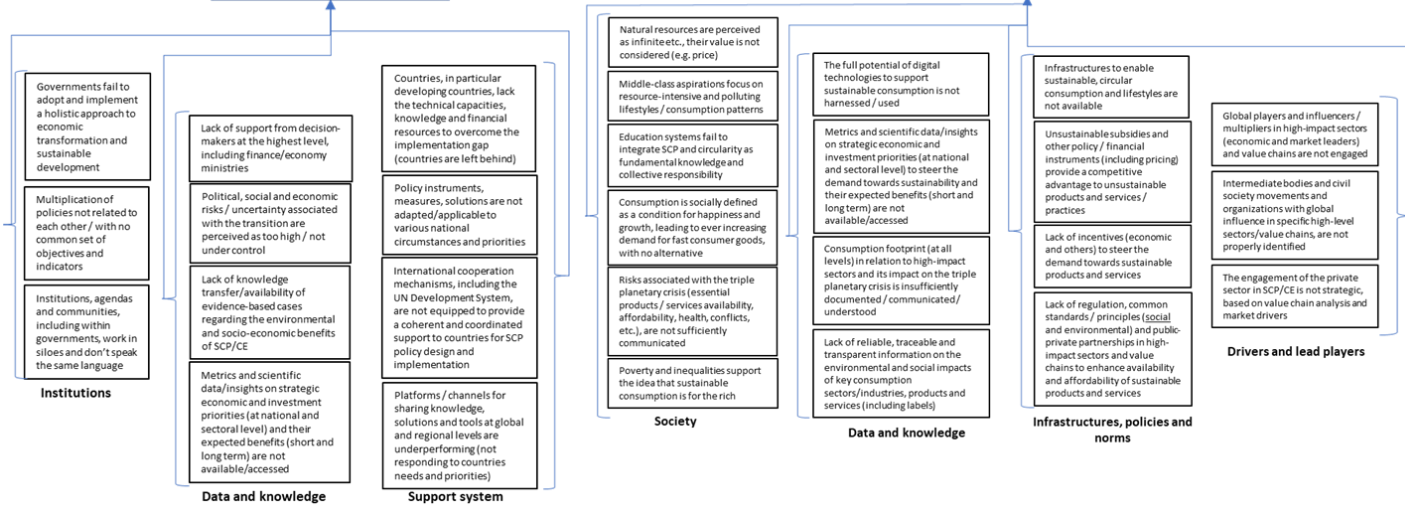 Governments fail to
adopt and implement
a holistic approach to
economic
transformation and
sustainable
development
Multiplication of
policies not related to
each other / with no
common set of
objectives and
indicators
Institutions, agendas
and communities,
including within
governments, work in
siloes and don't speak
the same language
Institutions
Lack of support from decision-
makers at the highest level,
including finance/economy
ministries
Political, social and economic
risks / uncertainty associated
with the transition are
perceived as too high / not
under control
Lack of knowledge
transfer/availability of
evidence-based cases
regarding the environmental
and socio-economic benefits
of SCP/CE
Metrics and scientific
data/insights on strategic
economic and investment
priorities (at national and
sectoral level) and their
expected benefits (short and
long term) are not
available/accessed
Data and knowledge
Countries, in particular
developing countries, lack
the technical capacities,
knowledge and financial
resources to overcome the
implementation gap
(countries are left behind)
Policy instruments,
measures, solutions are not
adapted/applicable to
various national
circumstances and priorities
International cooperation
mechanisms, including the
UN Development System,
are not equipped to provide
a coherent and coordinated
support to countries for SCP
policy design and
implementation
Platforms / channels for
sharing knowledge,
solutions and tools at global
and regional levels are
underperforming (not
responding to countries
needs and priorities)
Support system
Natural resources are perceived
as infinite etc., their value is not
considered (e.g. price)
Middle-class aspirations focus on
resource-intensive and polluting
lifestyles / consumption patterns
Education systems fail to
integrate SCP and circularity as
fundamental knowledge and
collective responsibility
Consumption is socially defined
as a condition for happiness and
growth, leading to ever increasing
demand for fast consumer goods,
with no alternative
Risks associated with the triple
planetary crisis (essential
products / services availability,
affordability, health, conflicts,
etc.), are not sufficiently
communicated
Poverty and inequalities support
the idea that sustainable
consumption is for the rich
Society
The full potential of digital
technologies to support
sustainable consumption is not
harnessed / used
Metrics and scientific data/insights
on strategic economic and
investment priorities (at national
and sectoral level) to steer the
demand towards sustainability and
their expected benefits (short and
long term) are not
available/accessed
Consumption footprint (at all
levels) in relation to high-impact
sectors and its impact on the triple
planetary crisis is insufficiently
documented / communicated /
understood
Lack of reliable, traceable and
transparent information on the
environmental and social impacts
of key consumption
sectors/industries, products and
services (including labels)
Data and knowledge
Infrastructures to enable
sustainable, circular
consumption and lifestyles are
not available
Unsustainable subsidies and
other policy / financial
instruments (including pricing)
provide a competitive
advantage to unsustainable
products and services /
practices
Lack of incentives (economic
and others) to steer the
demand towards sustainable
products and services
Lack of regulation, common
standards / principles (social
and environmental) and public-
private partnerships in high-
impact sectors and value
chains to enhance availability
and affordability of sustainable
products and services
Infrastructures, policies and
norms
Global players and influencers /
multipliers in high-impact sectors
(economic and market leaders)
and value chains are not engaged
Intermediate bodies and civil
society movements and
organizations with global
influence in specific high-level
sectors/value chains, are not
properly identified
The engagement of the private
sector in SCP/CE is not strategic,
based on value chain analysis and
market drivers
Drivers and lead players